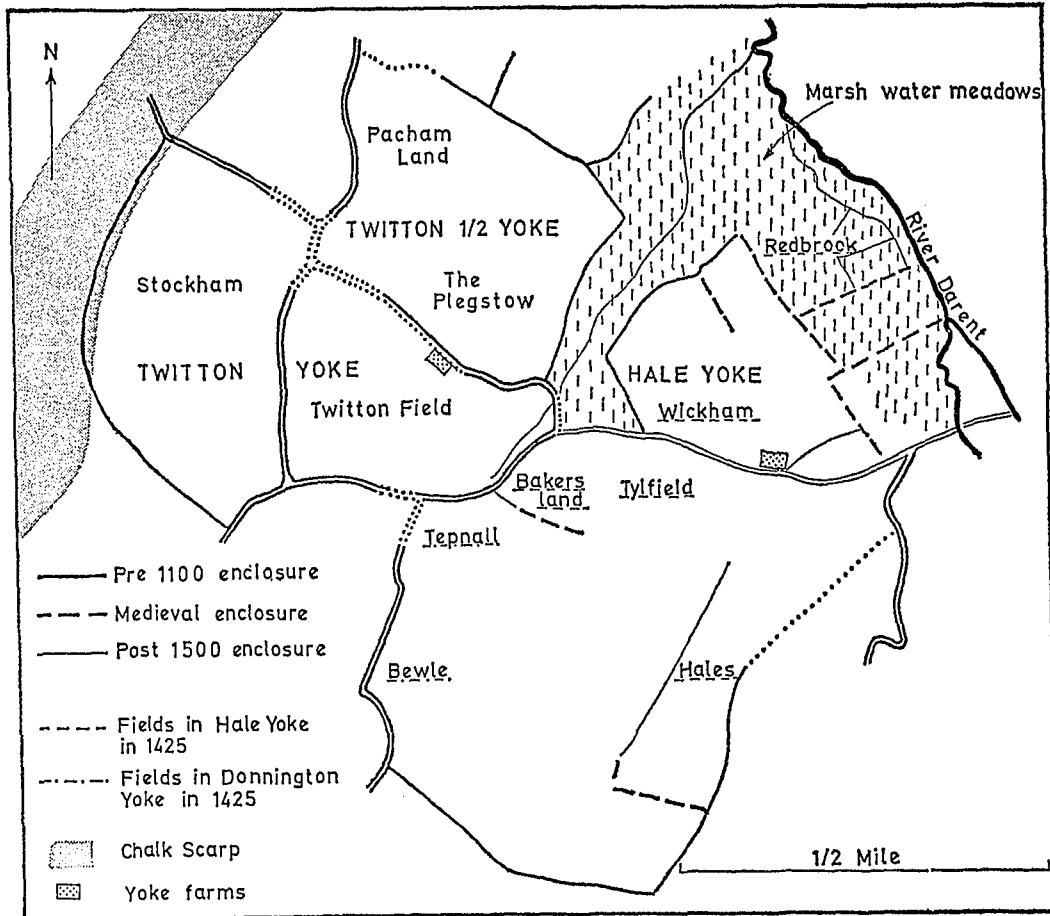 N
Marsh water meadows
Pacham
Land
TWITTON 1/2 YOKE
Redbrook
River Darent
Stockham
The
Plegstow
TWITTON YOKE
HALE YOKE
Twitton Field
Wickham
Bakers
land
Tylfield
Tepnall
Pre 1100 enclosure
Medieval enclosure
Post 1500 enclosure
Bewle
Hales
Fields in Hale Yoke
in 1425
Fields in Donnington
Yoke in 1425
Chalk Scarp
1/2 Mile
Yoke farms